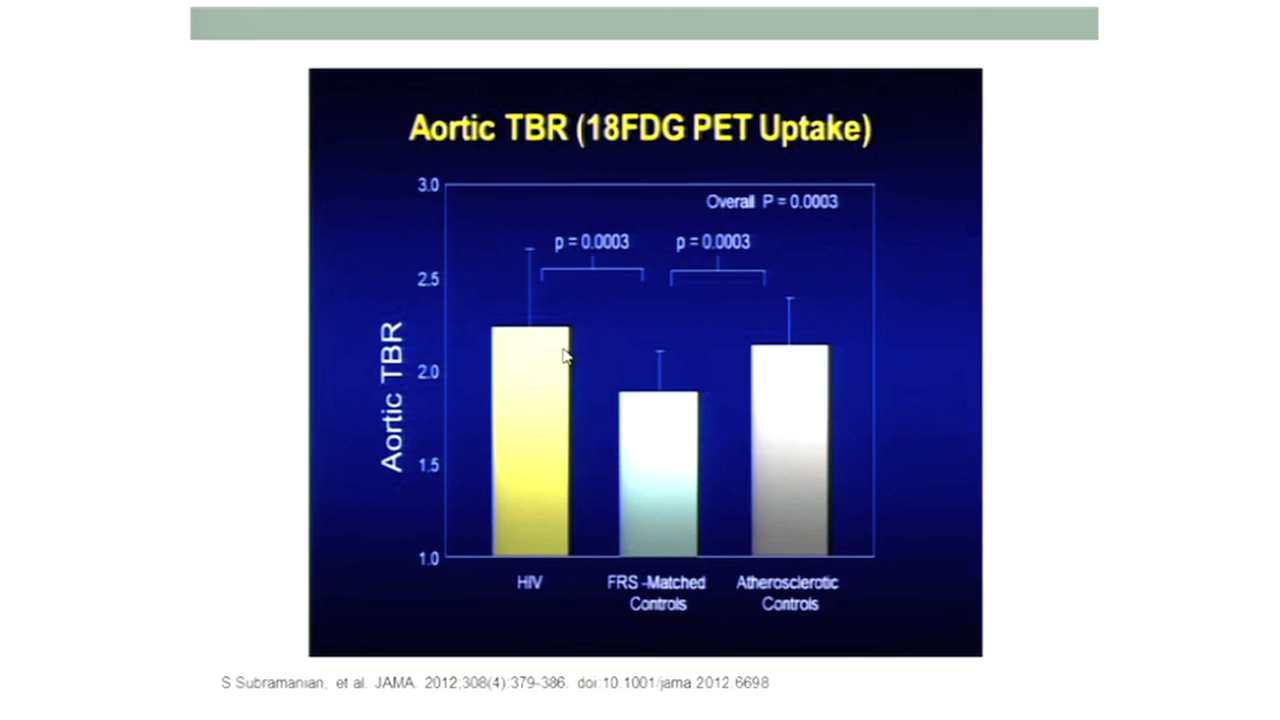 Aortic TBR (18FDG PET Uptake)
3.0
Overall P = 0.0003
p = 0.0003 p = 0.0003
2.5
Aortic TBR
2.0
1.5
1.0
HIV FRS -Matched Controls Atherosclerotic Controls
S Subramanian, et al. JAMA. 2012;308(4):379-386. doi:10.1001/jama.2012.6698